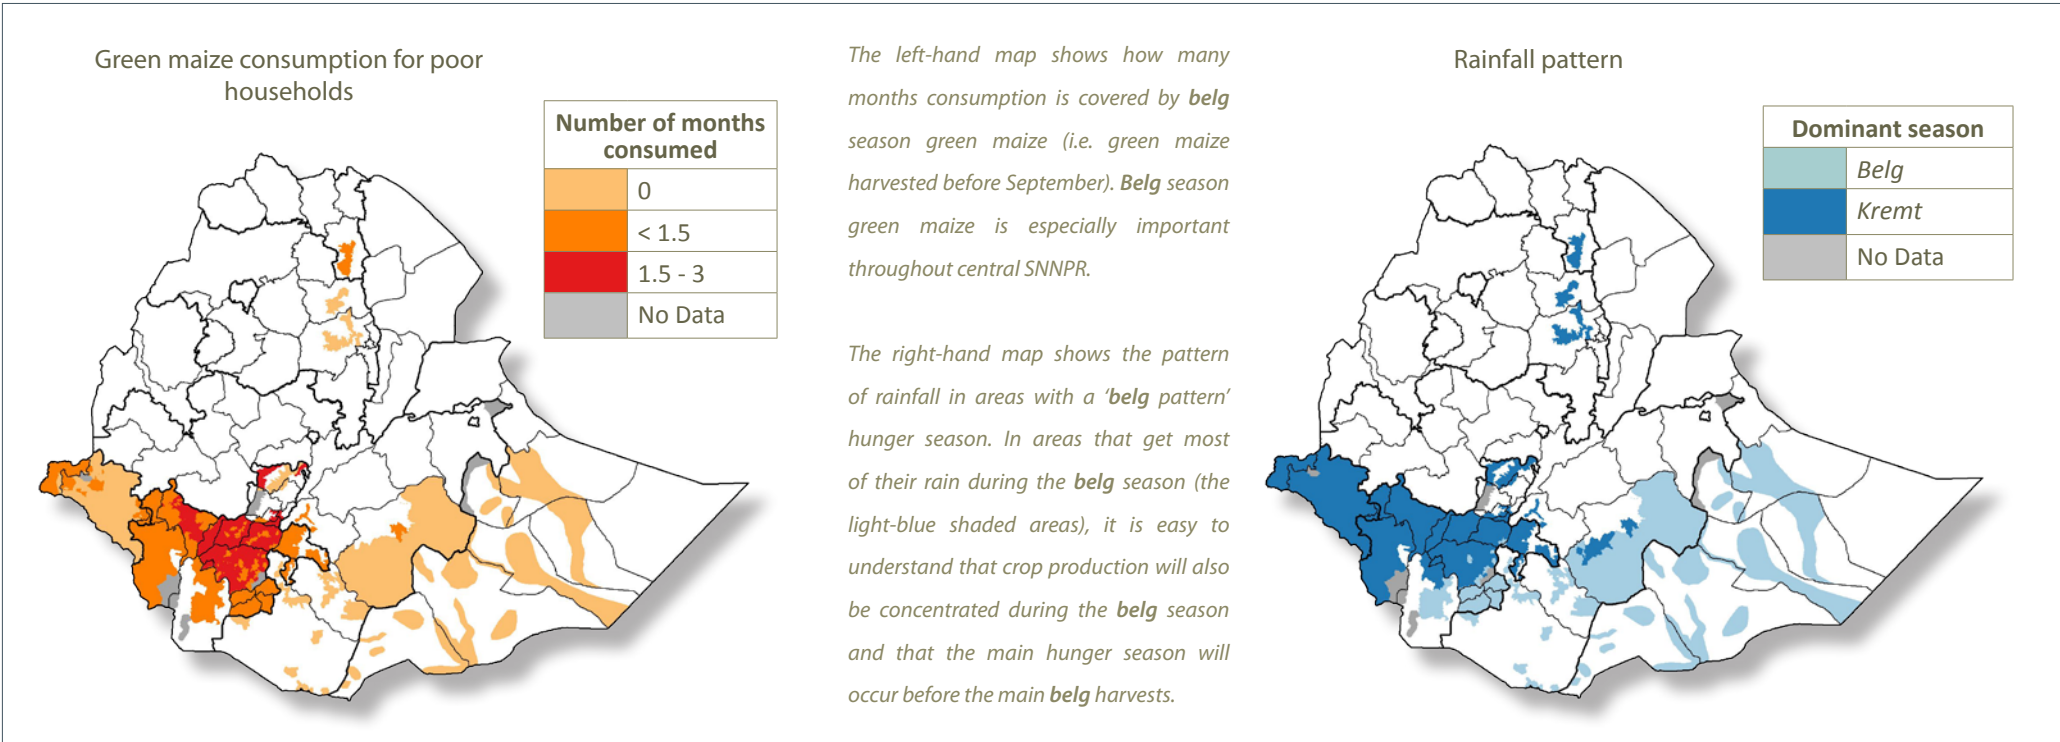 Green maize consumption for poor
households
Number of months
consumed
0
< 1.5
1.5 - 3
No Data
The left-hand map shows how many
months consumption is covered by belg
season green maize (i.e. green maize
harvested before September). Belg season
green maize is especially important
throughout central SNNPR.
The right-hand map shows the pattern
of rainfall in areas with a ‘belg pattern’
hunger season. In areas that get most
of their rain during the belg season (the
light-blue shaded areas), it is easy to
understand that crop production will also
be concentrated during the belg season
and that the main hunger season will
occur before the main belg harvests.
Rainfall pattern
Dominant season
Belg
Kremt
No Data